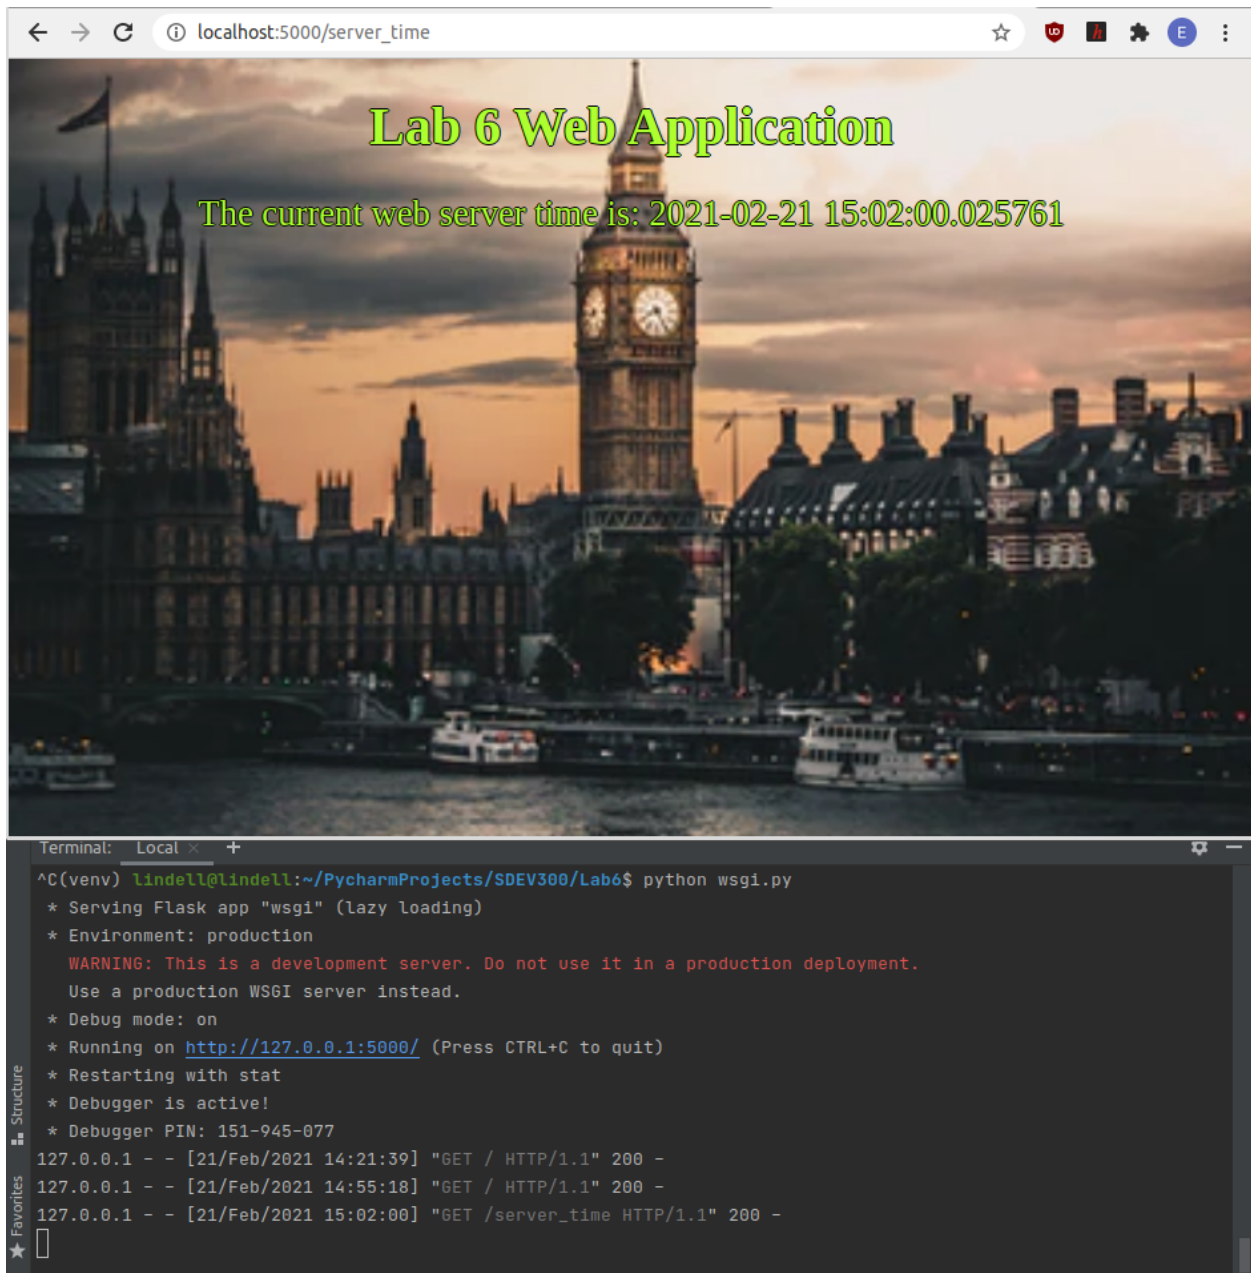 localhost:5000/server_time
E
Lab 6 Web Application
The current web server time is: 2021-02-21 15:02:00.025761
Terminal: Local × +
^C(venv) lindell@lindell:~/PycharmProjects/SDEV300/Lab6$ python wsgi.py
* Serving Flask app "wsgi" (lazy loading)
* Environment: production
WARNING: This is a development server. Do not use it in a production deployment.
Use a production WSGI server instead.
* Debug mode: on
* Running on http://127.0.0.1:5000/ (Press CTRL+C to quit)
* Restarting with stat
* Debugger is active!
* Debugger PIN: 151-945-077
127.0.0.1 - - [21/Feb/2021 14:21:39] "GET / HTTP/1.1" 200 -
127.0.0.1 - - [21/Feb/2021 14:55:18] "GET / HTTP/1.1" 200 -
127.0.0.1 - - [21/Feb/2021 15:02:00] "GET /server_time HTTP/1.1" 200 -
Structure
Favorites